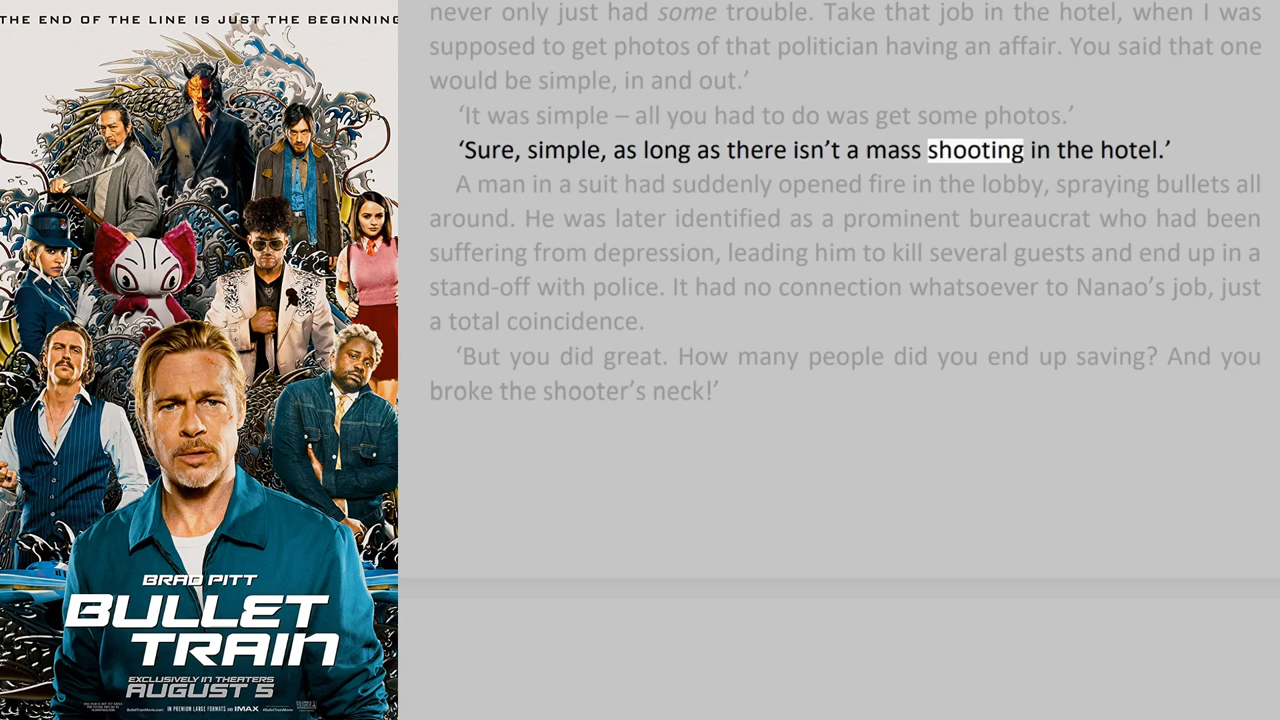 THE END OF THE LINE IS JUST THE BEGINNING
BRAD PITT
BULLET
TRAIN
EXCLUSIVELY IN THEATERS
AUGUST 5
BulletTrainMovie.com
IN PREMIUM LARGE FORMATS AND IMAX
#BulletTrainMovie
never only just had some trouble. Take that job in the hotel, when I was
supposed to get photos of that politician having an affair. You said that one
would be simple, in and out.’
‘It was simple – all you had to do was get some photos.’
‘Sure, simple, as long as there isn’t a mass shooting in the hotel.’
A man in a suit had suddenly opened fire in the lobby, spraying bullets all
around. He was later identified as a prominent bureaucrat who had been
suffering from depression, leading him to kill several guests and end up in a
stand-off with police. It had no connection whatsoever to Nanao’s job, just
a total coincidence.
‘But you did great. How many people did you end up saving? And you
broke the shooter’s neck!’